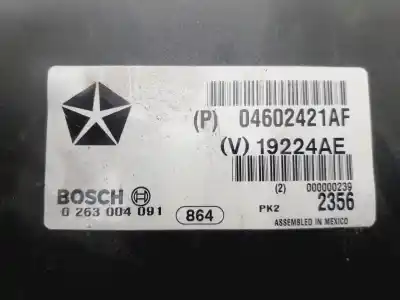 (P) 04602421AF
(V) 19224AE
BOSCH
(2) 000000239
0 263 004 091 864 PK2 2356
ASSEMBLED IN MEXICO